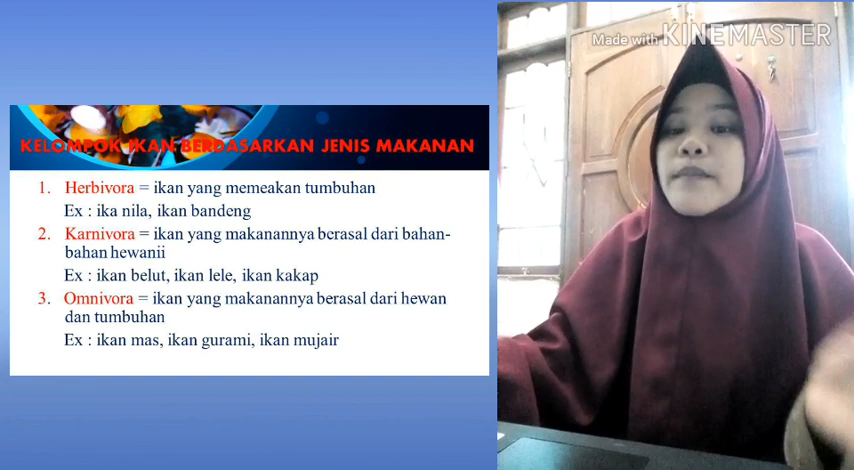 KELOMPOK IKAN BERDASARKAN JENIS MAKANAN
1. Herbivora = ikan yang memeakan tumbuhan
Ex : ika nila, ikan bandeng
2. Karnivora = ikan yang makanannya berasal dari bahan-
bahan hewanii
Ex : ikan belut, ikan lele, ikan kakap
3. Omnivora = ikan yang makanannya berasal dari hewan
dan tumbuhan
Ex : ikan mas, ikan gurami, ikan mujair
Made with KINEMASTER